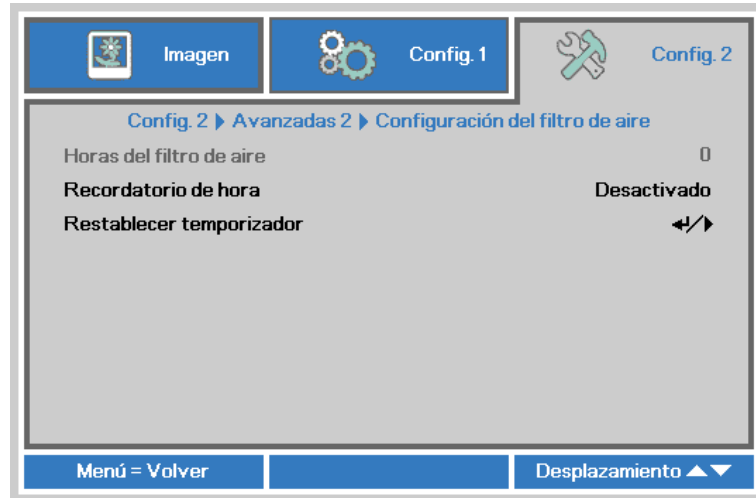 Imagen Config. 1 Config. 2
Config. 2 ▶ Avanzadas 2 ▶ Configuración del filtro de aire
Horas del filtro de aire 0
Recordatorio de hora Desactivado
Restablecer temporizador ↵/▶
Menú = Volver Desplazamiento ▲▼